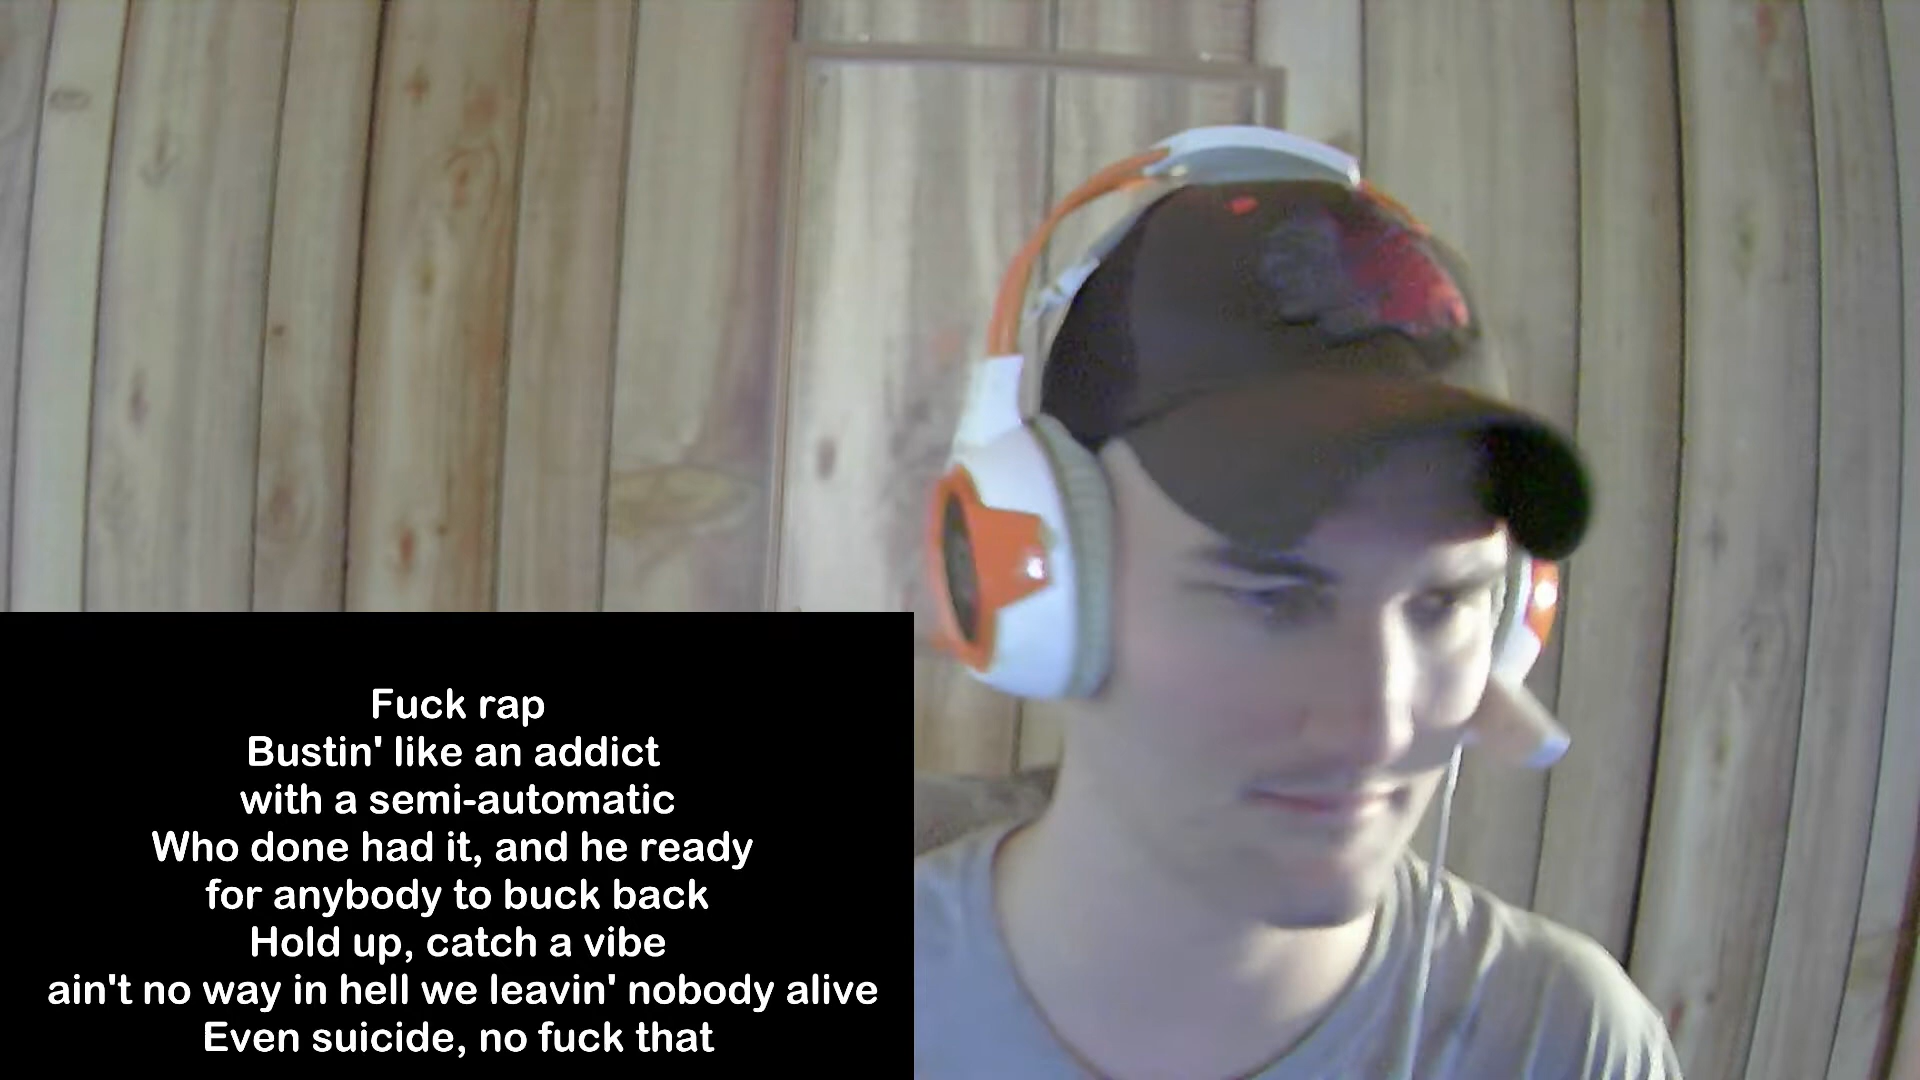 Fuck rap
Bustin' like an addict
with a semi-automatic
Who done had it, and he ready
for anybody to buck back
Hold up, catch a vibe
ain't no way in hell we leavin' nobody alive
Even suicide, no fuck that